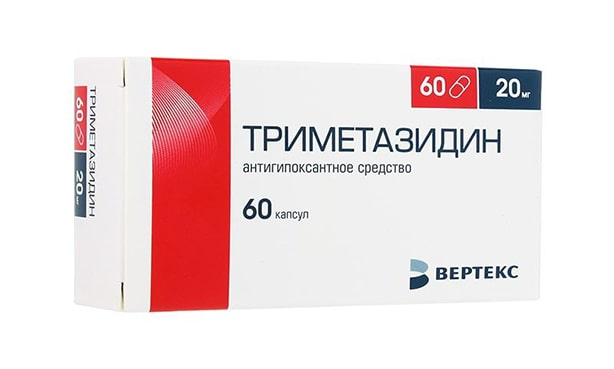 60 20 мг
ТРИМЕТАЗИДИН
антигипоксантное средство
60 капсул
ВЕРТЕКС
ТРИМЕТАЗИДИН
60
20 мг